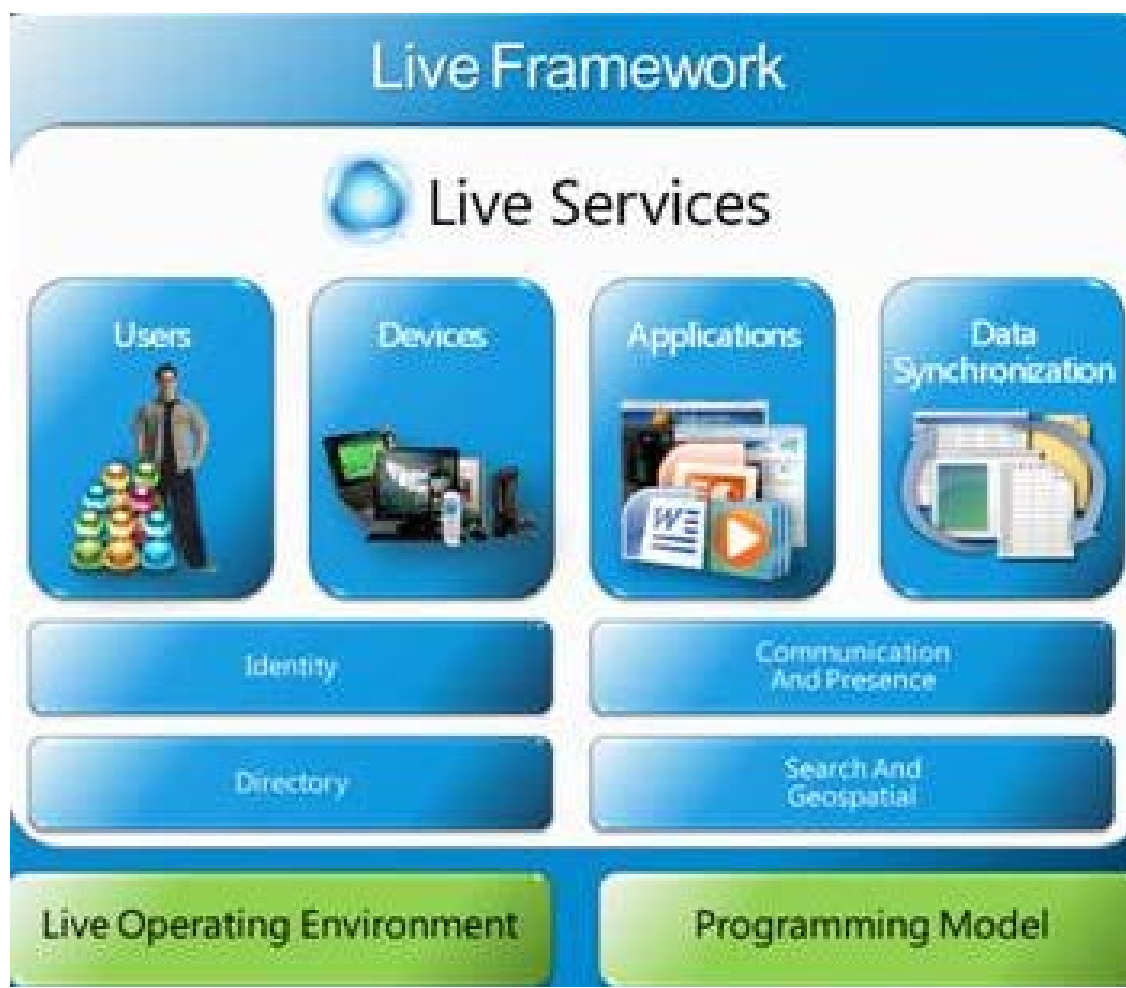 Live Framework
Live Services
Users
Devices
Applications
Data
Synchronization
Identity
Communication
And Presence
Directory
Search And
Geospatial
Live Operating Environment
Programming Model